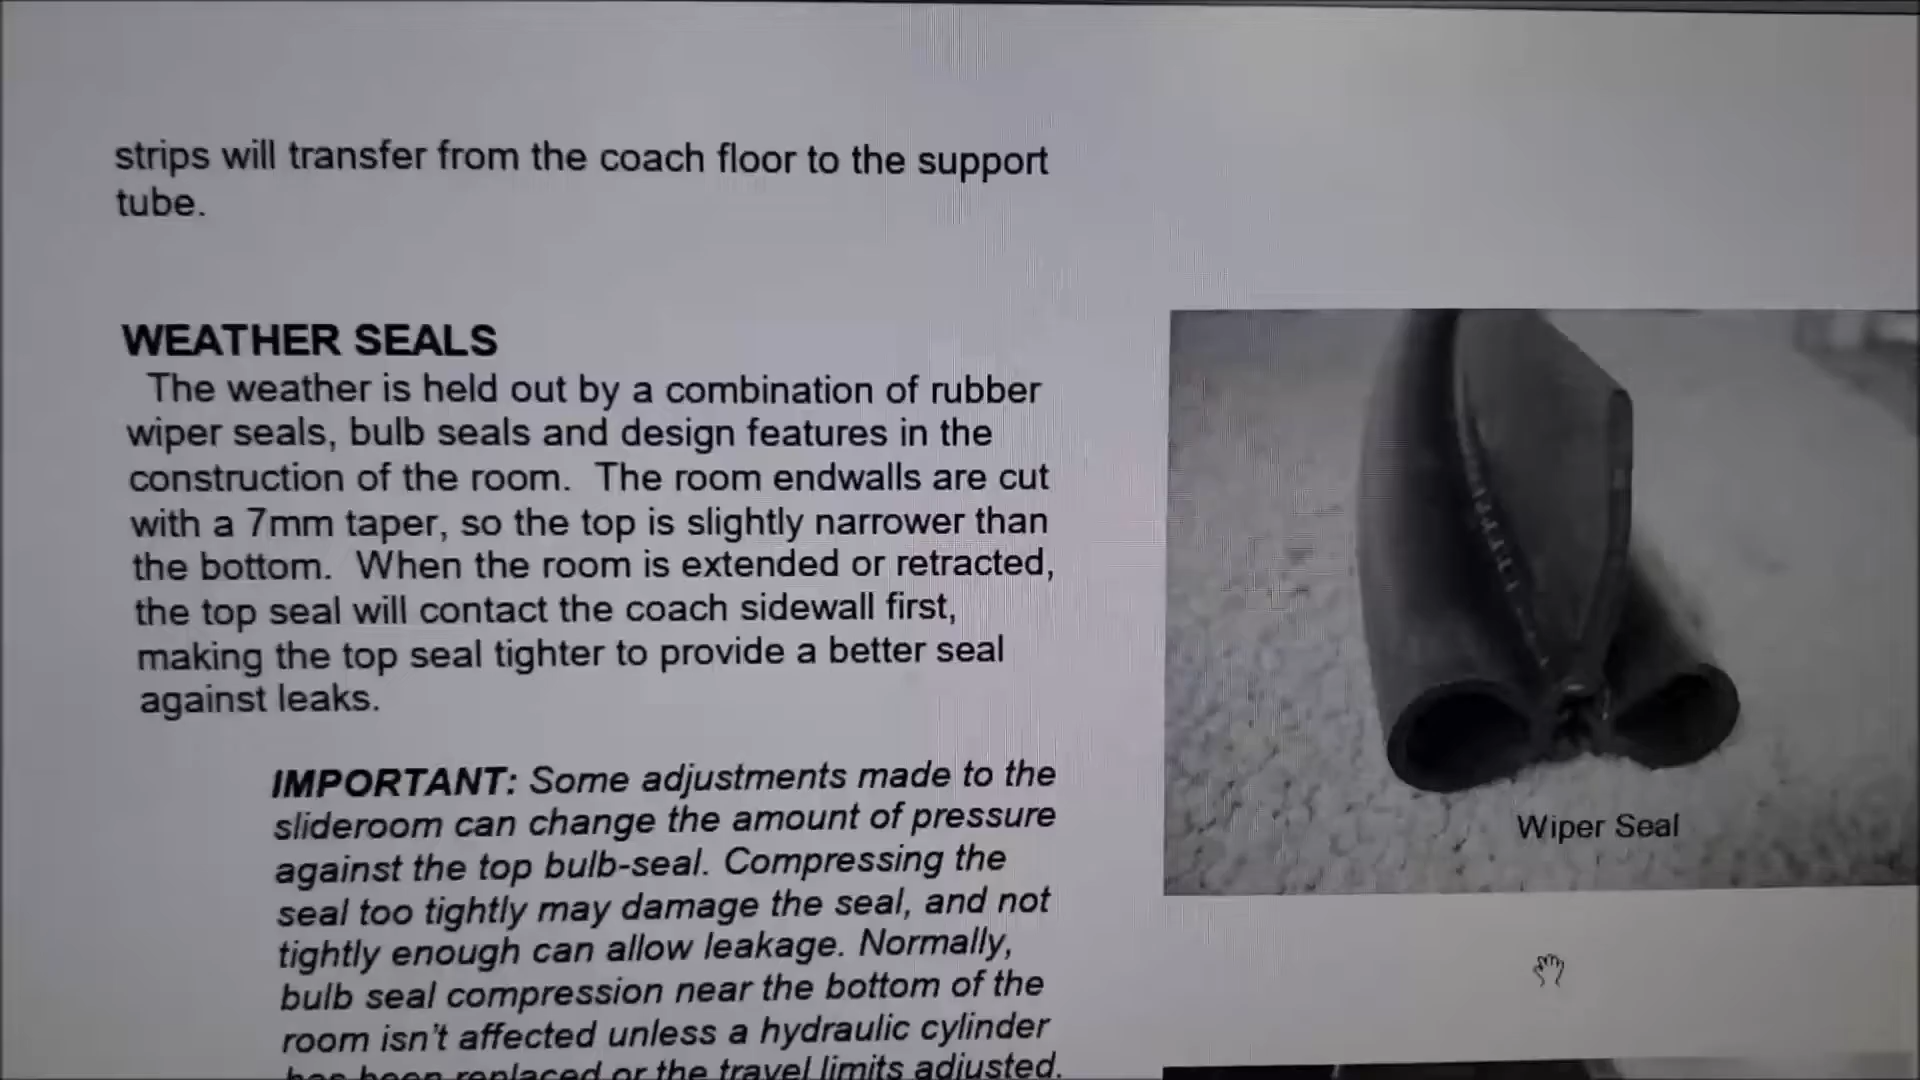 strips will transfer from the coach floor to the support
tube.
WEATHER SEALS
The weather is held out by a combination of rubber
wiper seals, bulb seals and design features in the
construction of the room. The room endwalls are cut
with a 7mm taper, so the top is slightly narrower than
the bottom. When the room is extended or retracted,
the top seal will contact the coach sidewall first,
making the top seal tighter to provide a better seal
against leaks.
IMPORTANT: Some adjustments made to the
slideroom can change the amount of pressure
against the top bulb-seal. Compressing the
seal too tightly may damage the seal, and not
tightly enough can allow leakage. Normally,
bulb seal compression near the bottom of the
room isn't affected unless a hydraulic cylinder
has been replaced or the travel limits adjusted.
Wiper Seal